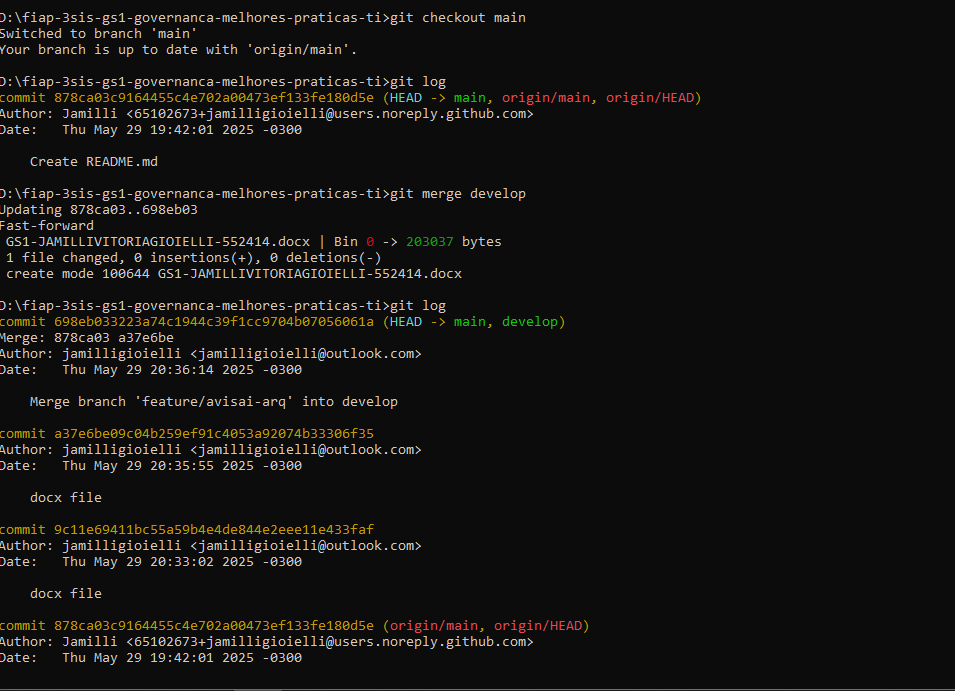 D:\fiap-3sis-gs1-governanca-melhores-praticas-ti>git checkout main
Switched to branch 'main'
Your branch is up to date with 'origin/main'.
D:\fiap-3sis-gs1-governanca-melhores-praticas-ti>git log
commit 878ca03c9164455c4e702a00473ef133fe180d5e (HEAD -> main, origin/main, origin/HEAD)
Author: Jamilli <65102673+jamilligioielli@users.noreply.github.com>
Date:   Thu May 29 19:42:01 2025 -0300
Create README.md
D:\fiap-3sis-gs1-governanca-melhores-praticas-ti>git merge develop
Updating 878ca03..698eb03
Fast-forward
GS1-JAMILLIVITORIAGIOIELLI-552414.docx | Bin 0 -> 203037 bytes
1 file changed, 0 insertions(+), 0 deletions(-)
create mode 100644 GS1-JAMILLIVITORIAGIOIELLI-552414.docx
D:\fiap-3sis-gs1-governanca-melhores-praticas-ti>git log
commit 698eb033223a74c1944c39f1cc9704b07056061a (HEAD -> main, develop)
Merge: 878ca03 a37e6be
Author: jamilligioielli <jamilligioielli@outlook.com>
Date:   Thu May 29 20:36:14 2025 -0300
Merge branch 'feature/avisai-arq' into develop
commit a37e6be09c04b259ef91c4053a92074b33306f35
Author: jamilligioielli <jamilligioielli@outlook.com>
Date:   Thu May 29 20:35:55 2025 -0300
docx file
commit 9c11e69411bc55a59b4e4de844e2eee11e433faf
Author: jamilligioielli <jamilligioielli@outlook.com>
Date:   Thu May 29 20:33:02 2025 -0300
docx file
commit 878ca03c9164455c4e702a00473ef133fe180d5e (origin/main, origin/HEAD)
Author: Jamilli <65102673+jamilligioielli@users.noreply.github.com>
Date:   Thu May 29 19:42:01 2025 -0300